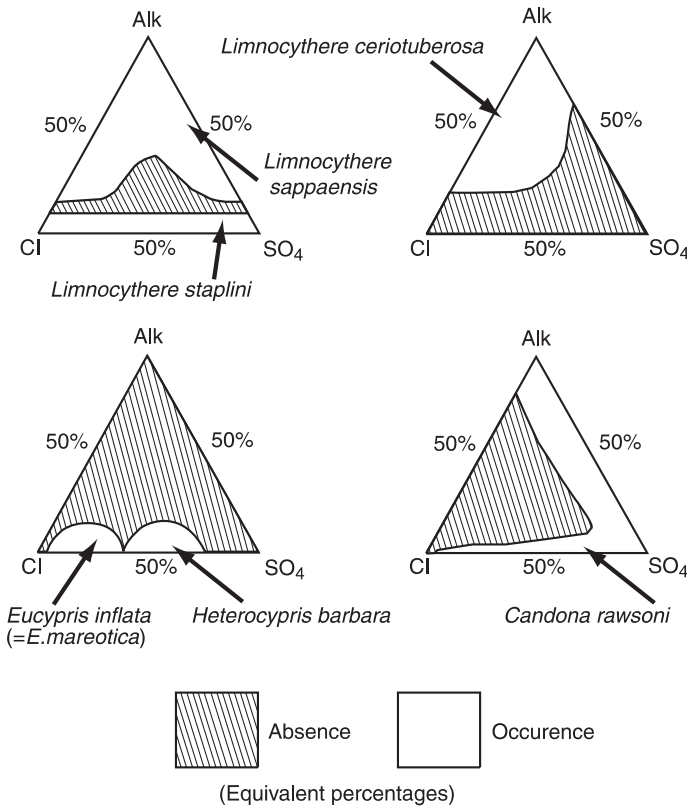 Alk
50%
50%
Limnocythere
sappaensis
Cl
50%
SO4
Limnocythere staplini
Limnocythere ceriotuberosa
Alk
50%
50%
Cl
50%
SO4
Alk
50%
50%
Cl
50%
SO4
Eucypris inflata
(=E.mareotica)
Heterocypris barbara
Alk
50%
50%
Cl
50%
SO4
Candona rawsoni
Absence
Occurence
(Equivalent percentages)